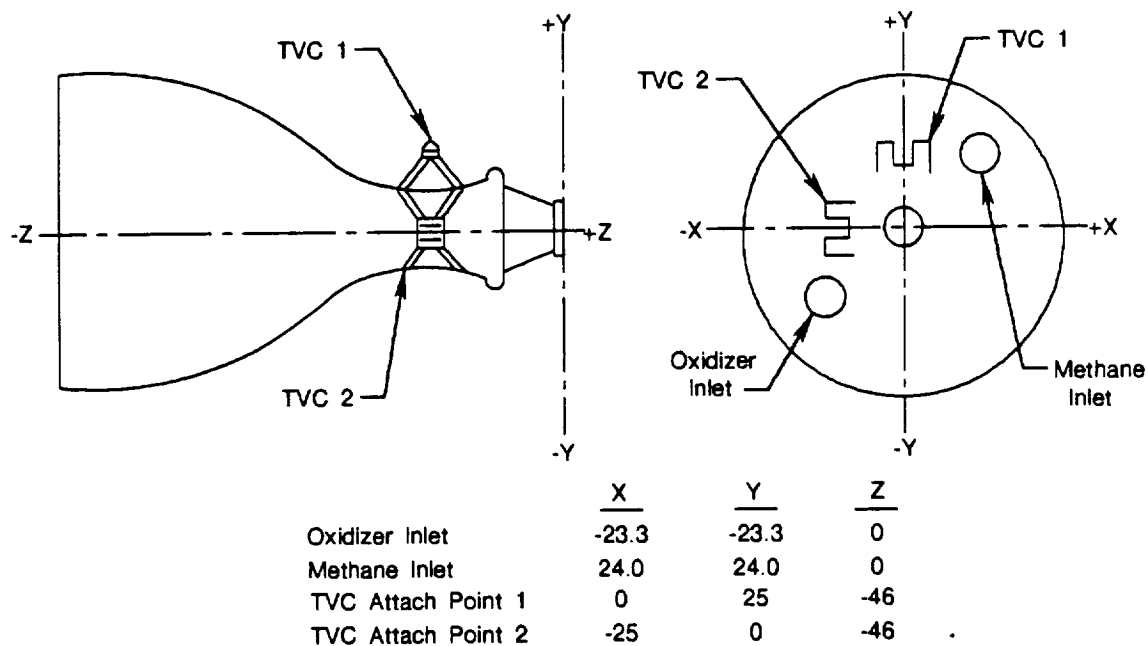 +Y
TVC 1
-Z
+Z
TVC 2
-Y
+Y
TVC 1
TVC 2
-X
+X
Oxidizer
Inlet
Methane
Inlet
-Y
X Y Z
Oxidizer Inlet -23.3 -23.3 0
Methane Inlet 24.0 24.0 0
TVC Attach Point 1 0 25 -46
TVC Attach Point 2 -25 0 -46